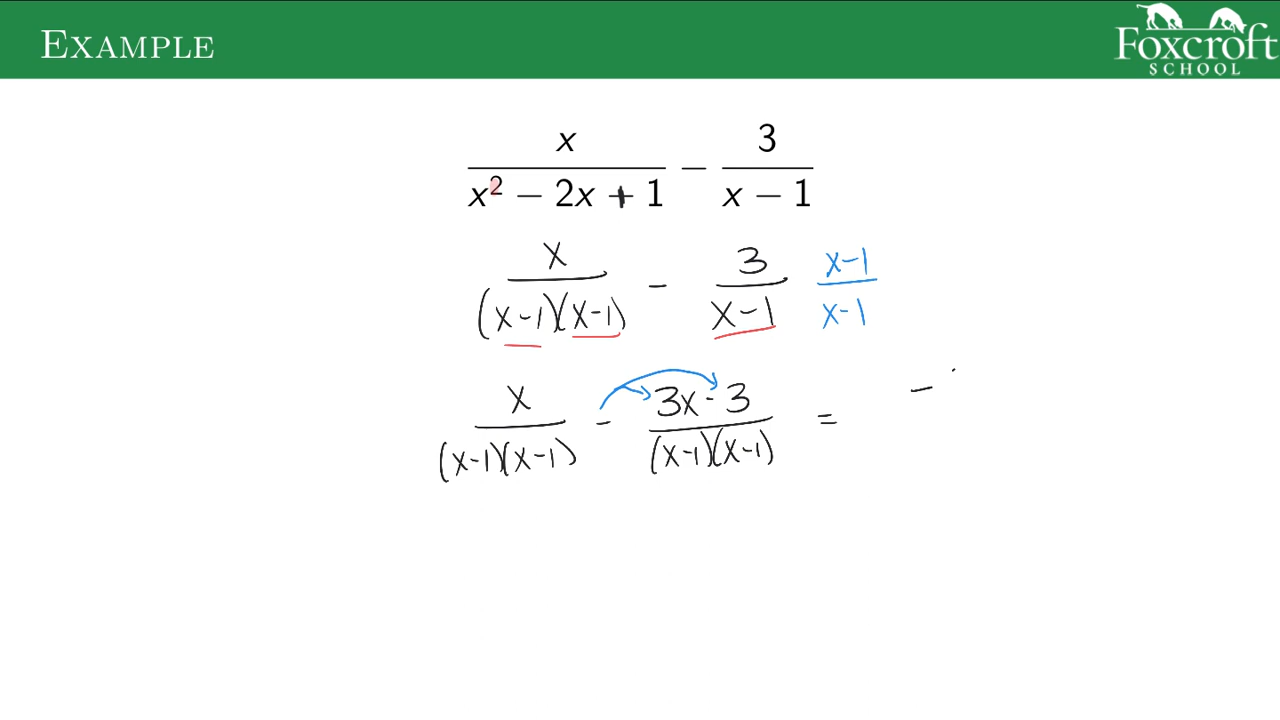 EXAMPLE
Foxcroft
SCHOOL
x/(x² − 2x + 1) − 3/(x − 1)
x/((x-1)(x-1)) - 3/(x-1) (x-1)/(x-1)
x/((x-1)(x-1)) - (3x-3)/((x-1)(x-1)) = -